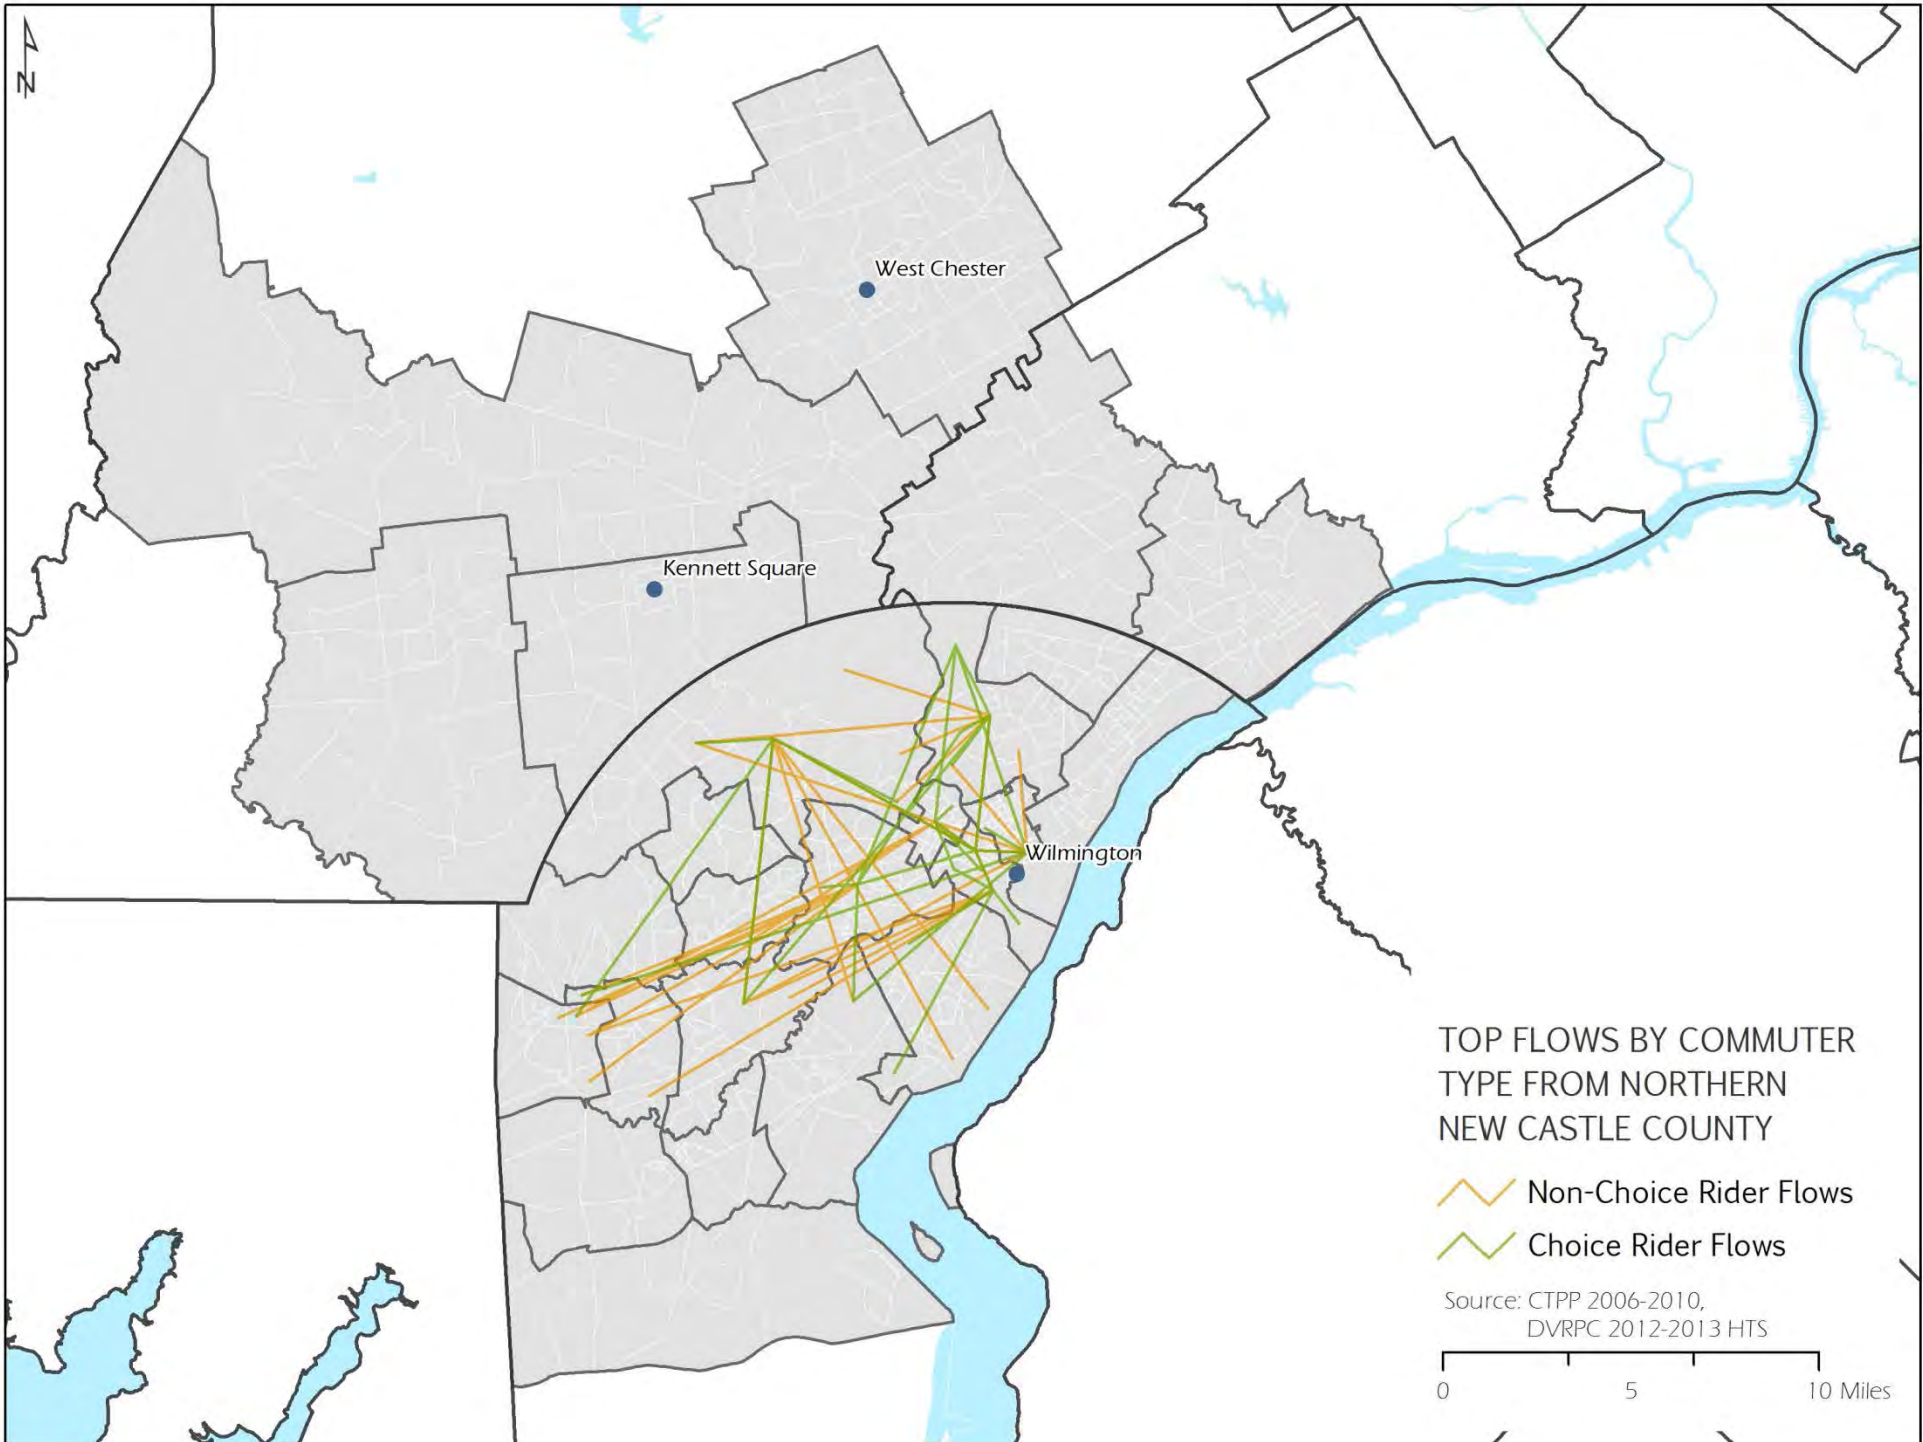 N
West Chester
Kennett Square
Wilmington
TOP FLOWS BY COMMUTER
TYPE FROM NORTHERN
NEW CASTLE COUNTY
Non-Choice Rider Flows
Choice Rider Flows
Source: CTPP 2006-2010,
DVRPC 2012-2013 HTS
0 5 10 Miles